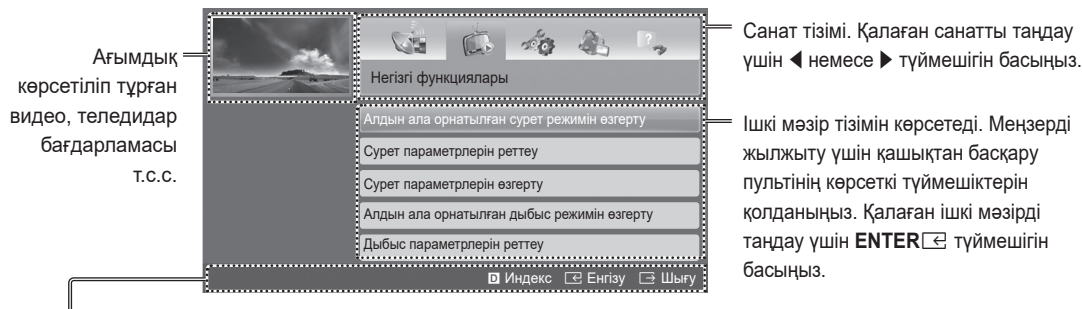 Ағымдық
көрсетіліп тұрған
видео, теледидар
бағдарламасы
т.с.с.
Негізгі функциялары
Алдын ала орнатылған сурет режимін өзгерту
Сурет параметрлерін реттеу
Сурет параметрлерін өзгерту
Алдын ала орнатылған дыбыс режимін өзгерту
Дыбыс параметрлерін реттеу
D Индекс Енгізу Шығу
Санат тізімі. Қалаған санатты таңдау
үшін ◀ немесе ▶ түймешігін басыңыз.
Ішкі мәзір тізімін көрсетеді. Меңзерді
жылжыту үшін қашықтан басқару
пультінің көрсеткі түймешіктерін
қолданыңыз. Қалаған ішкі мәзірді
таңдау үшін ENTER түймешігін
басыңыз.